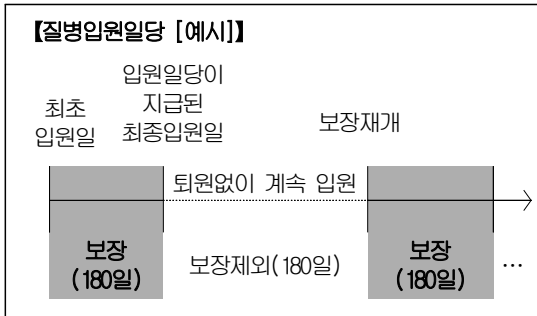 【질병입원일당 [예시]】
최초
입원일
입원일당이
지급된
최종입원일
보장재개
퇴원없이 계속 입원
보장
(180일)
보장제외(180일)
보장
(180일)
…